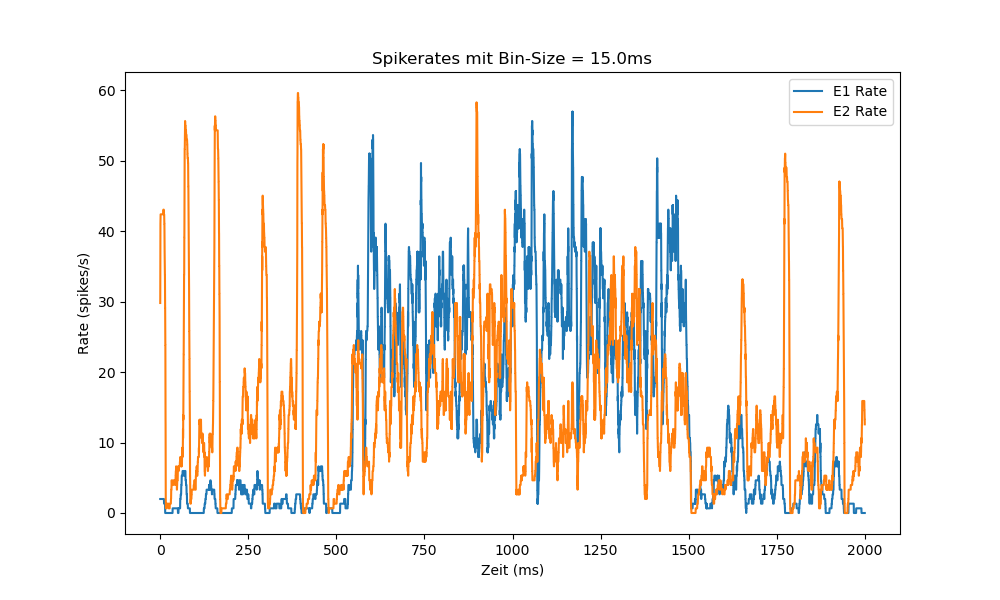 Spikerates mit Bin-Size = 15.0ms
E1 Rate
E2 Rate
60
50
40
30
20
10
0
Rate (spikes/s)
0 250 500 750 1000 1250 1500 1750 2000
Zeit (ms)